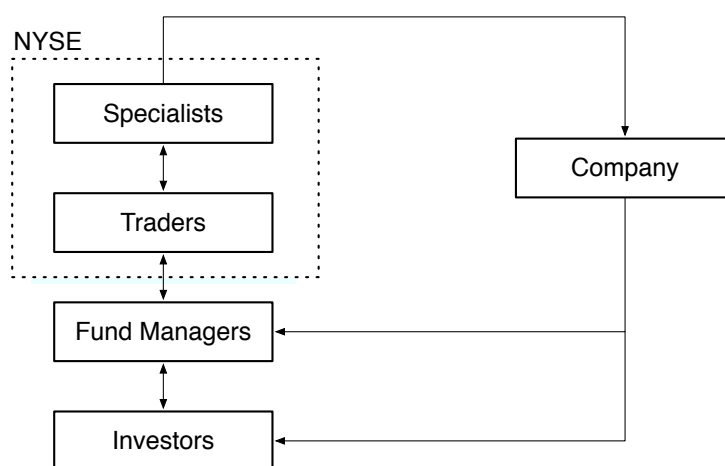 NYSE
Specialists
Company
Traders
Fund Managers
Investors